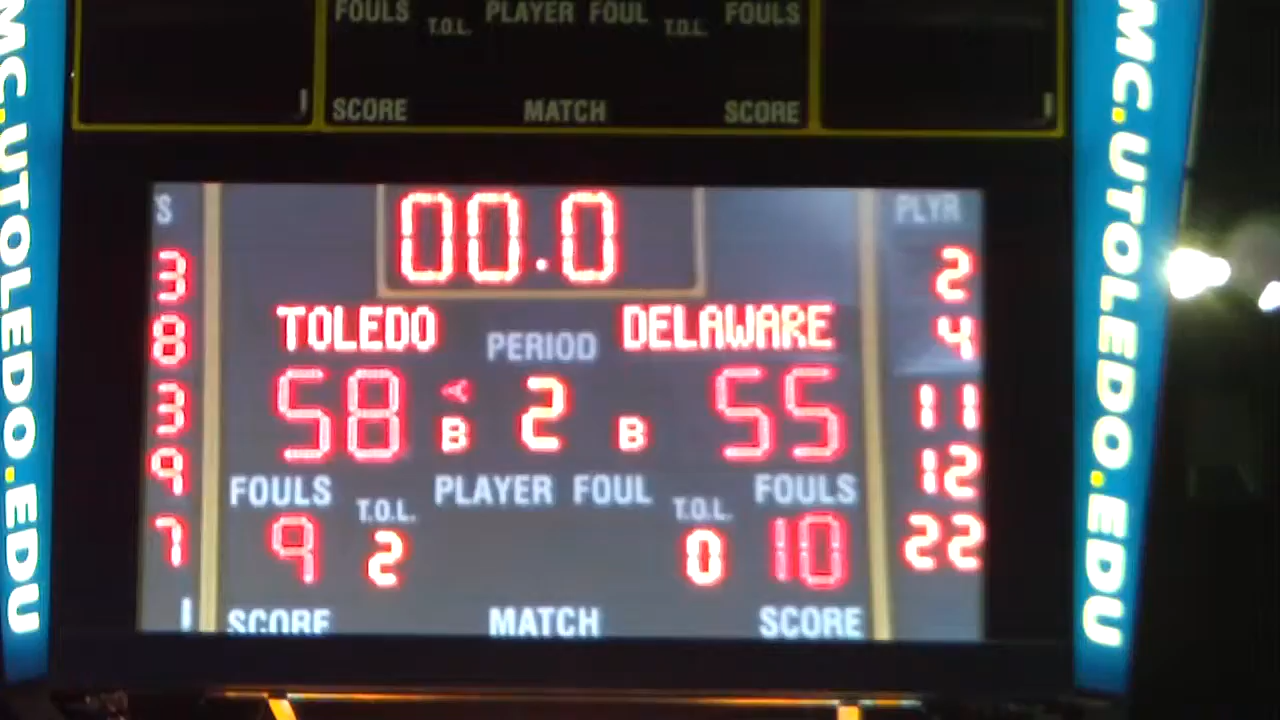 FOULS T.O.L. PLAYER FOUL T.O.L. FOULS
SCORE MATCH SCORE
MC.UTOLEDO.EDU
MC.UTOLEDO.EDU
00.0
PLYR
TOLEDO PERIOD DELAWARE
58 B 2 B 55
FOULS T.O.L. PLAYER FOUL T.O.L. FOULS
9 2 0 10
SCORE MATCH SCORE
3
8
3
9
7
2
4
11
12
22